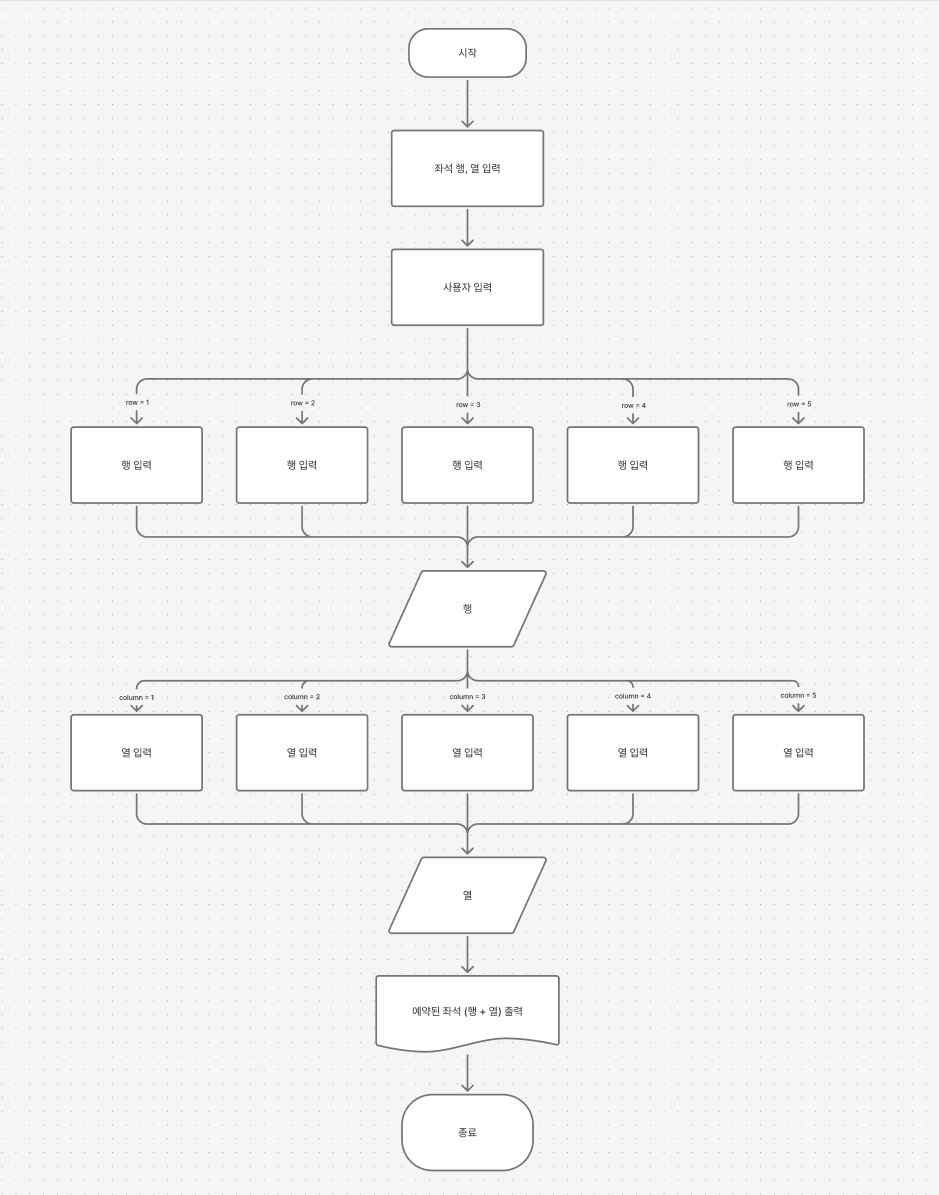 시작
좌석 행, 열 입력
사용자 입력
row = 1
row = 2
row = 3
row = 4
row = 5
행 입력
행 입력
행 입력
행 입력
행 입력
행
column = 1
column = 2
column = 3
column = 4
column = 5
열 입력
열 입력
열 입력
열 입력
열 입력
열
예약된 좌석 (행 + 열) 출력
종료